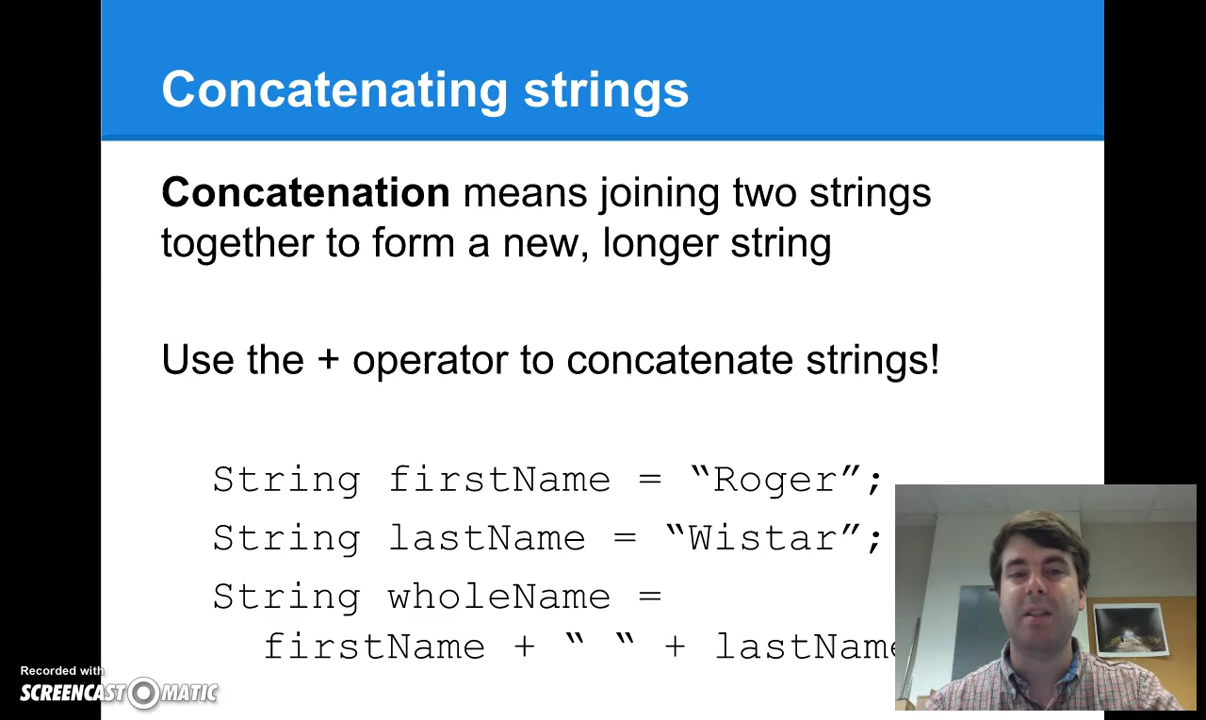 Concatenating strings
Concatenation means joining two strings
together to form a new, longer string
Use the + operator to concatenate strings!
String firstName = “Roger”;
String lastName = “Wistar”;
String wholeName =
firstName + “ “ + lastName
Recorded with
SCREENCAST MATIC